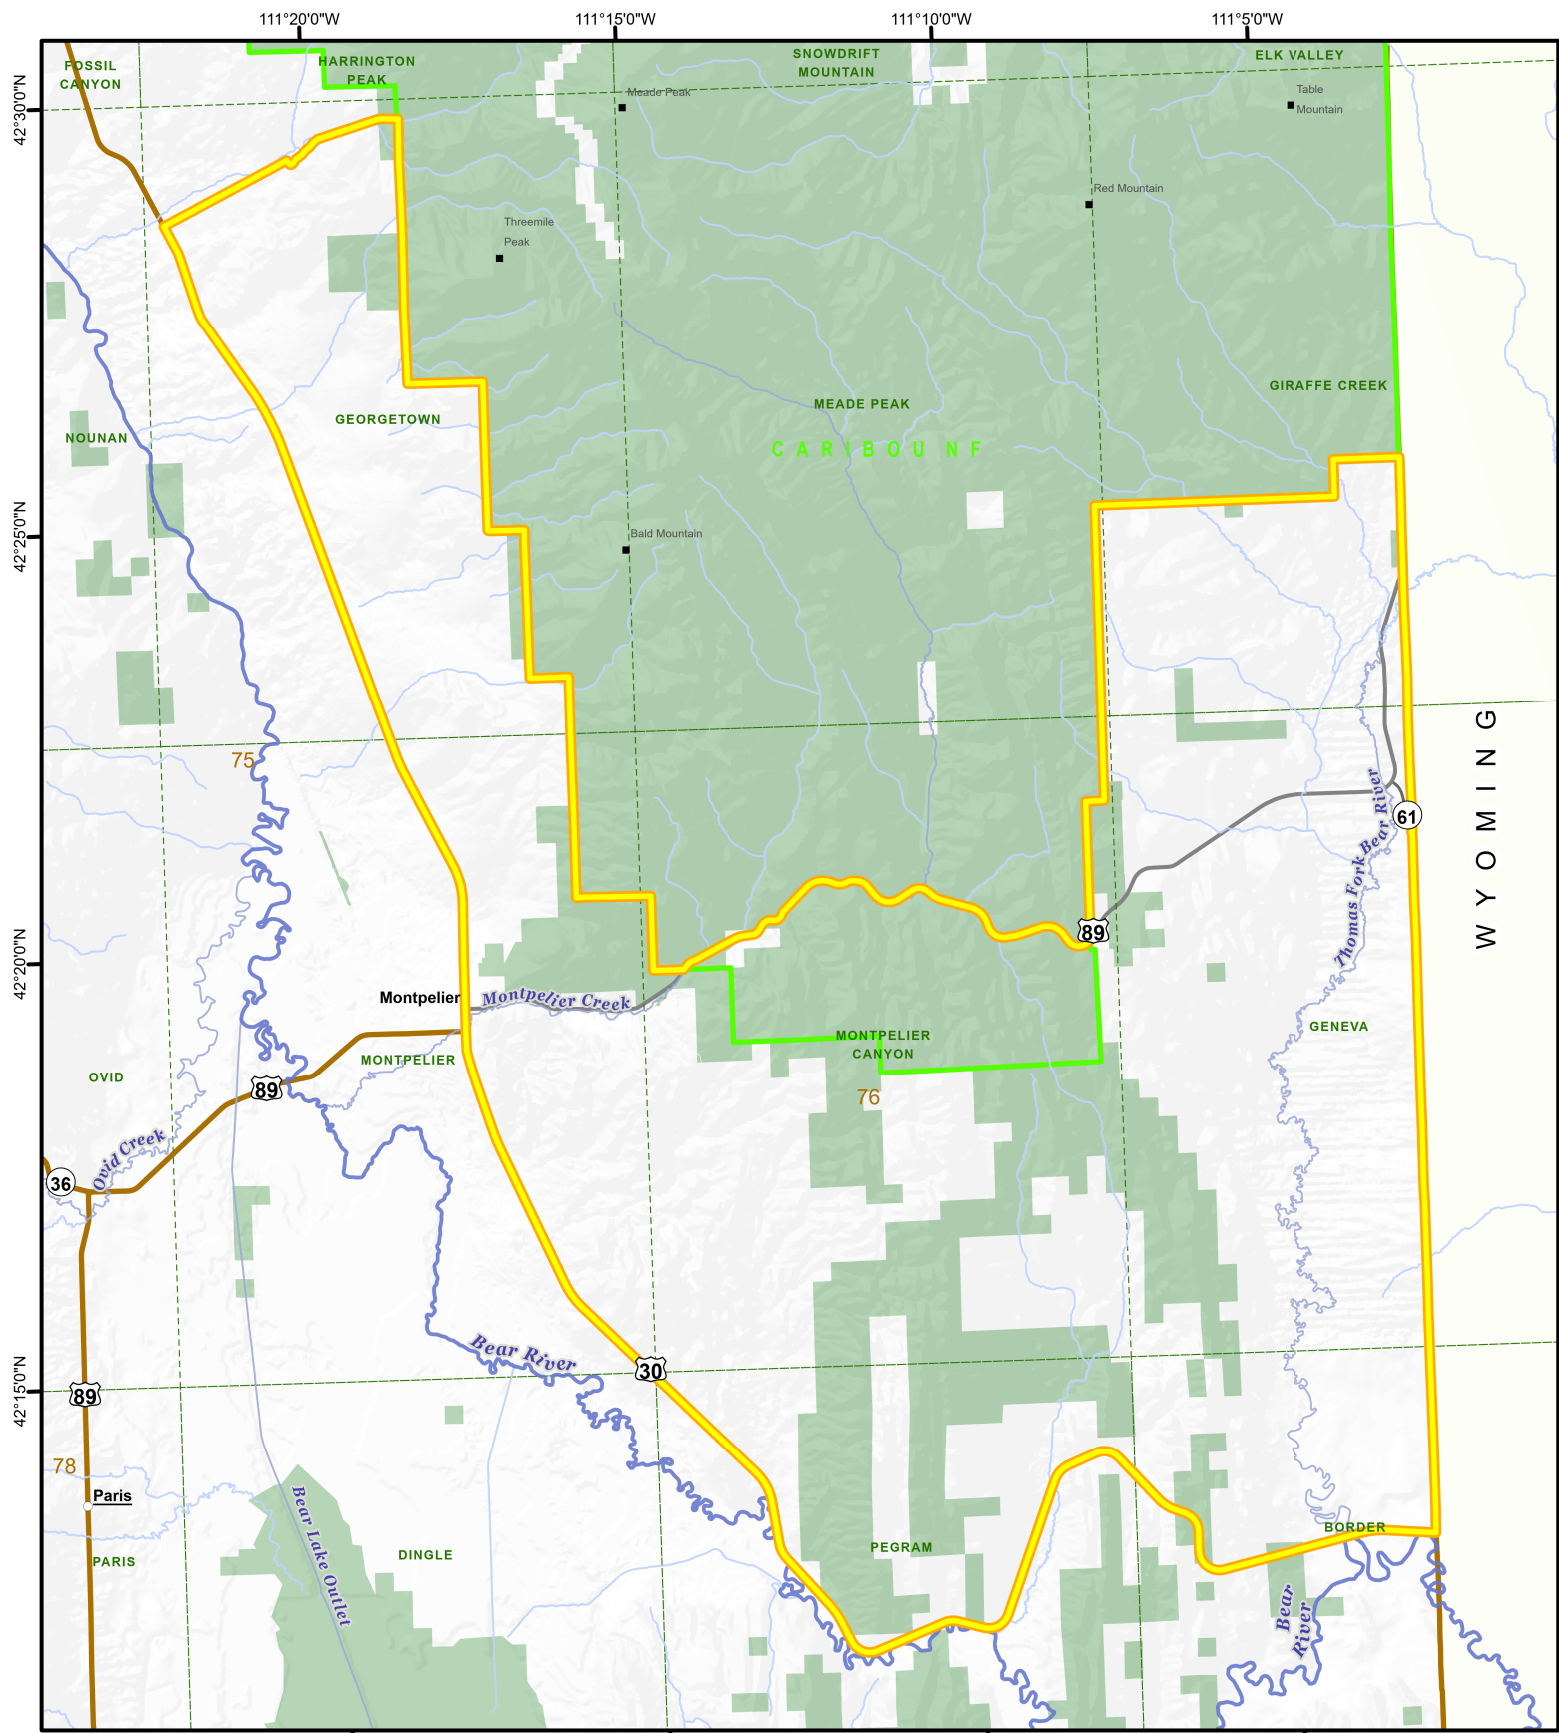 111°20'0"W
111°15'0"W
111°10'0"W
111°5'0"W
42°30'0"N
42°25'0"N
42°20'0"N
42°15'0"N
FOSSIL
CANYON
HARRINGTON
PEAK
SNOWDRIFT
MOUNTAIN
ELK VALLEY
Meade Peak
Table
Mountain
Red Mountain
Threemile
Peak
GIRAFFE CREEK
MEADE PEAK
GEORGETOWN
NOUNAN
CARIBOU NF
Bald Mountain
WYOMING
75
61
Thomas Fork Bear River
89
Montpelier
Montpelier Creek
GENEVA
MONTPELIER
CANYON
MONTPELIER
OVID
89
76
Ovid Creek
36
Bear River
30
89
78
Paris
Bear Lake Outlet
BORDER
PARIS
DINGLE
PEGRAM
Bear
River